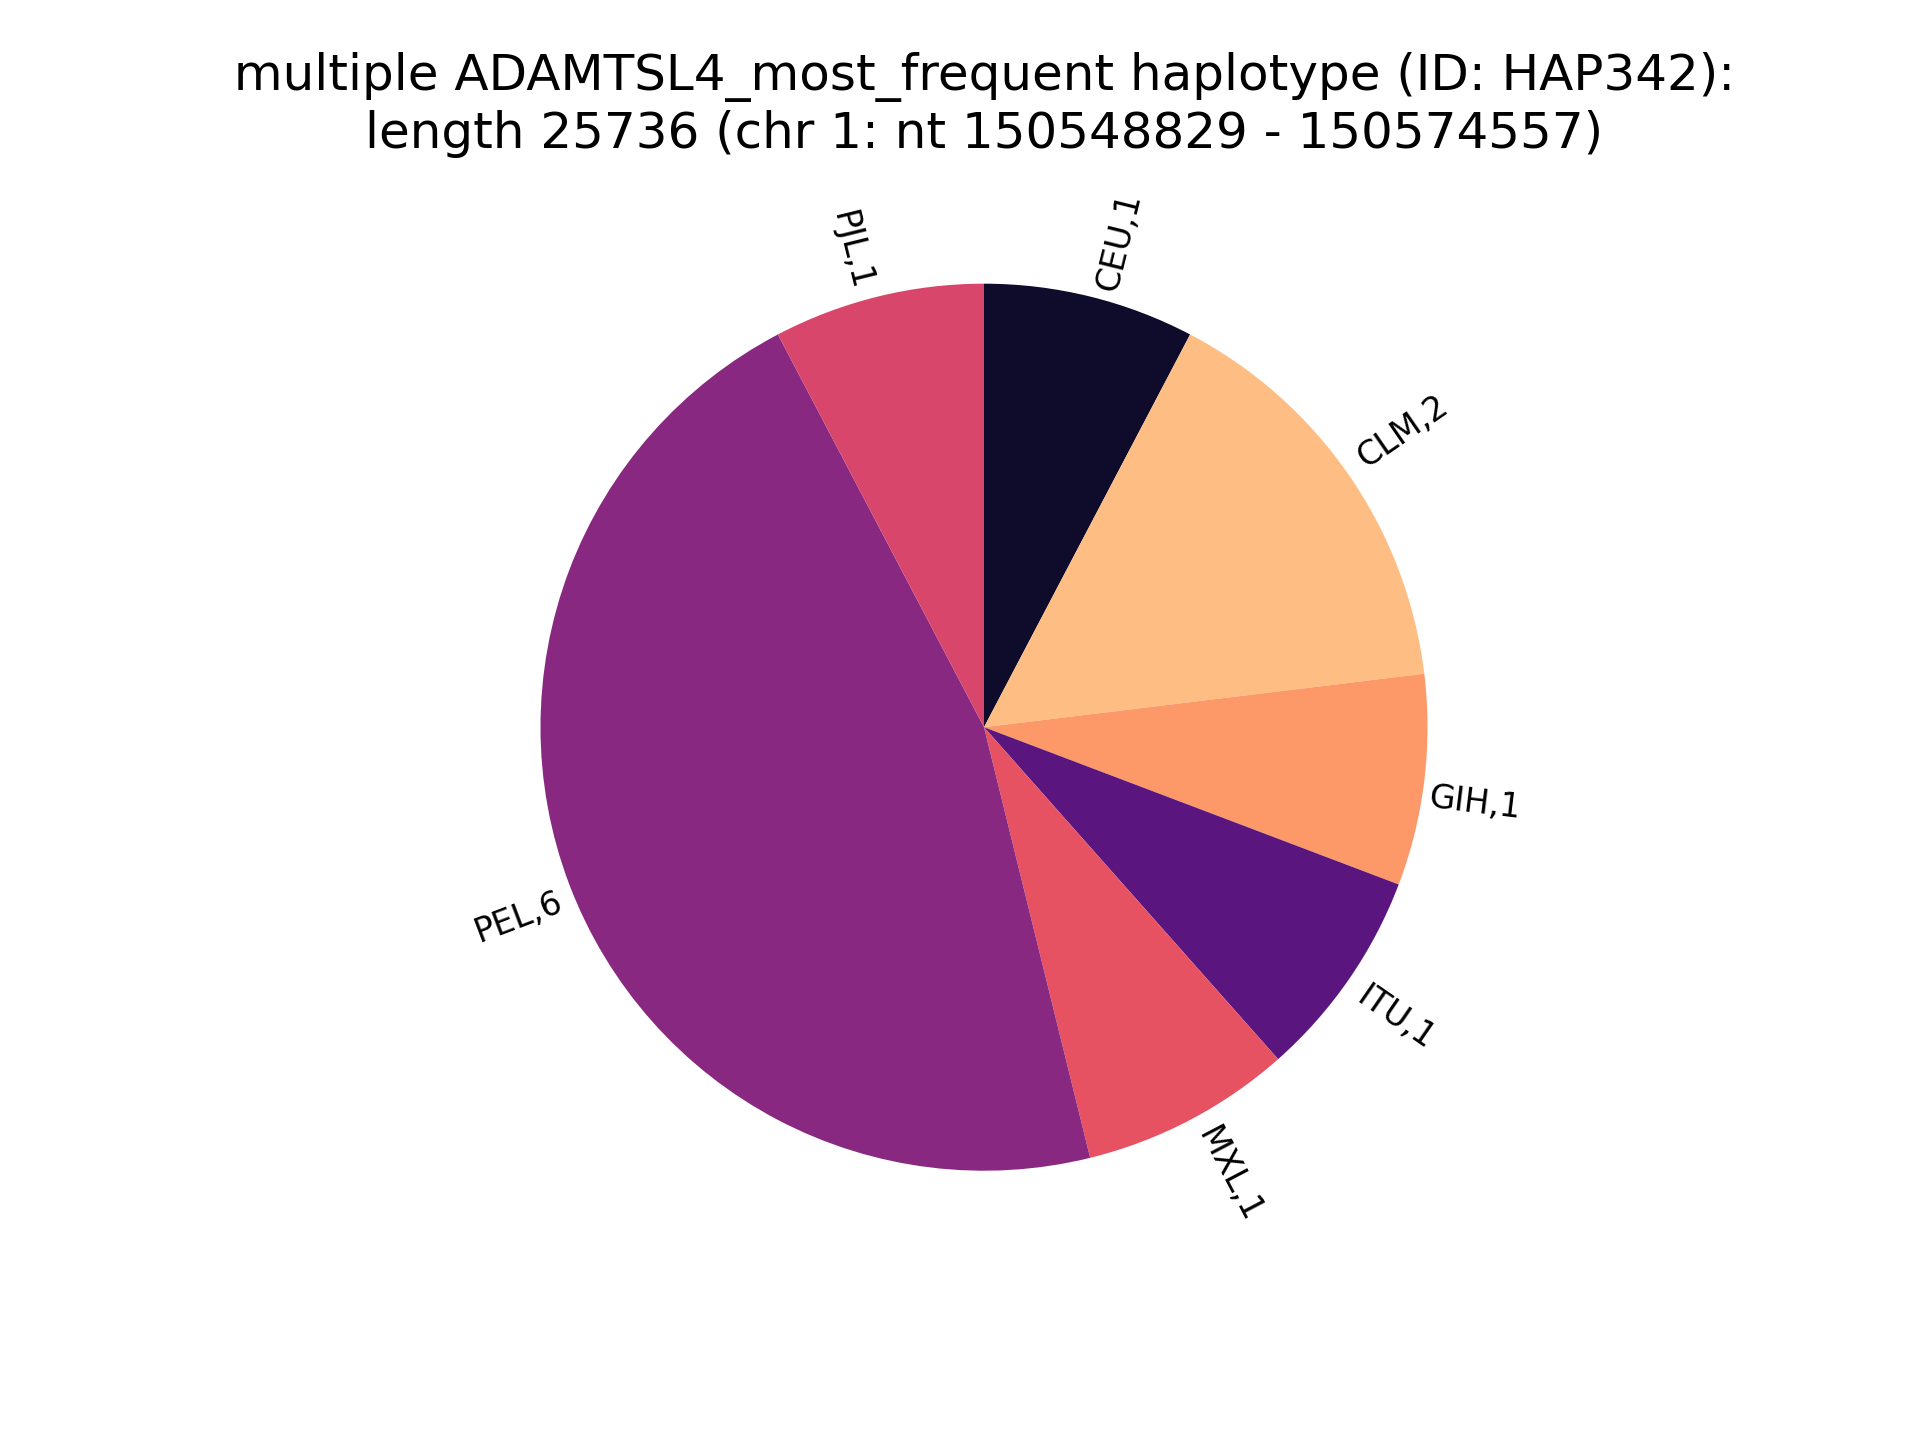 multiple ADAMTSL4_most_frequent haplotype (ID: HAP342):
length 25736 (chr 1: nt 150548829 - 150574557)
PJL,1
CEU,1
CLM,2
GIH,1
PEL,6
ITU,1
MXL,1